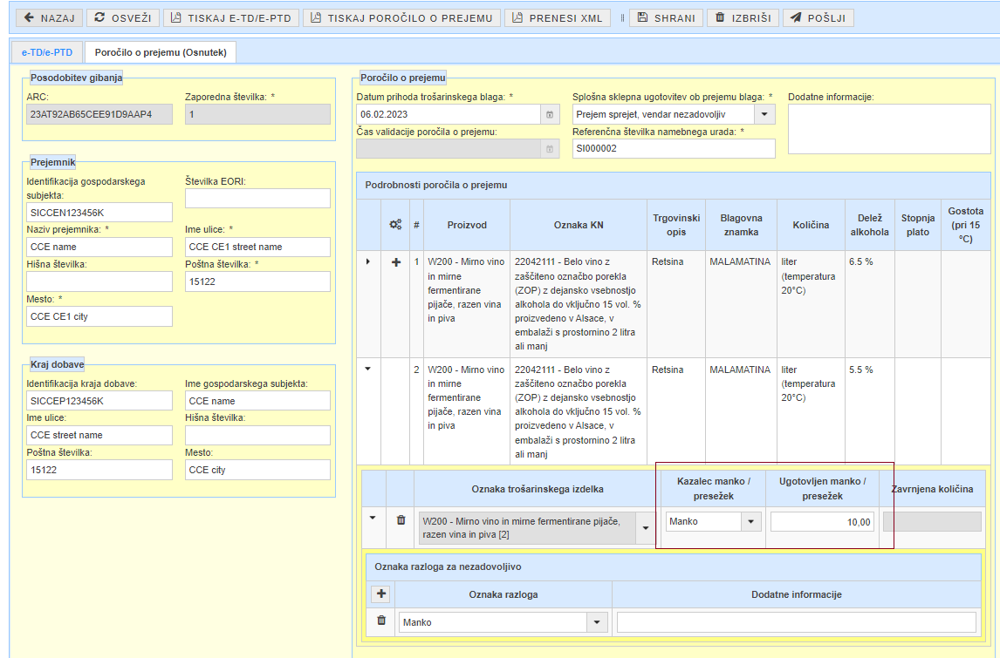 NAZAJ OSVEŽI TISKAJ E-TD/E-PTD TISKAJ POROČILO O PREJEMU PRENESI XML SHRANI IZBRIŠI POŠLJI
e-TD/e-PTD Poročilo o prejemu (Osnutek)
Posodobitev gibanja
ARC: Zaporedna številka: *
23AT92AB65CEE91D9AAP4 1
Prejemnik
Identifikacija gospodarskega
subjekta:
Številka EORI:
SICCEN123456K
Naziv prejemnika: * Ime ulice: *
CCE name CCE CE1 street name
Hišna številka: Poštna številka: *
15122
Mesto: *
CCE CE1 city
Kraj dobave
Identifikacija kraja dobave: Ime gospodarskega subjekta:
SICCEP123456K CCE name
Ime ulice: Hišna številka:
CCE street name
Poštna številka: Mesto:
15122 CCE city
Poročilo o prejemu
Datum prihoda trošarinskega blaga: * Splošna sklepna ugotovitev ob prejemu blaga: * Dodatne informacije:
06.02.2023 Prejem sprejet, vendar nezadovoljiv
Čas validacije poročila o prejemu: Referenčna številka namebnega urada: *
SI000002
Podrobnosti poročila o prejemu
# Proizvod Oznaka KN Trgovinski
opis
Blagovna
znamka
Količina Delež
alkohola
Stopnja
plato
Gostota
(pri 15
°C)
1 W200 - Mirno vino
in mirne
fermentirane
pijače, razen vina
in piva
22042111 - Belo vino z
zaščiteno označbo porekla
(ZOP) z dejansko vsebnostjo
alkohola do vključno 15 vol. %
proizvedeno v Alsace, v
embalaži s prostornino 2 litra
ali manj
Retsina MALAMATINA liter
(temperatura
20°C)
6.5 %
2 W200 - Mirno vino
in mirne
fermentirane
pijače, razen vina
in piva
22042111 - Belo vino z
zaščiteno označbo porekla
(ZOP) z dejansko vsebnostjo
alkohola do vključno 15 vol. %
proizvedeno v Alsace, v
embalaži s prostornino 2 litra
ali manj
Retsina MALAMATINA liter
(temperatura
20°C)
5.5 %
Oznaka trošarinskega izdelka Kazalec manko /
presežek
Ugotovljen manko /
presežek
Zavrnjena količina
W200 - Mirno vino in mirne fermentirane pijače,
razen vina in piva [2]
Manko 10,00
Oznaka razloga za nezadovoljivo
Oznaka razloga Dodatne informacije
Manko